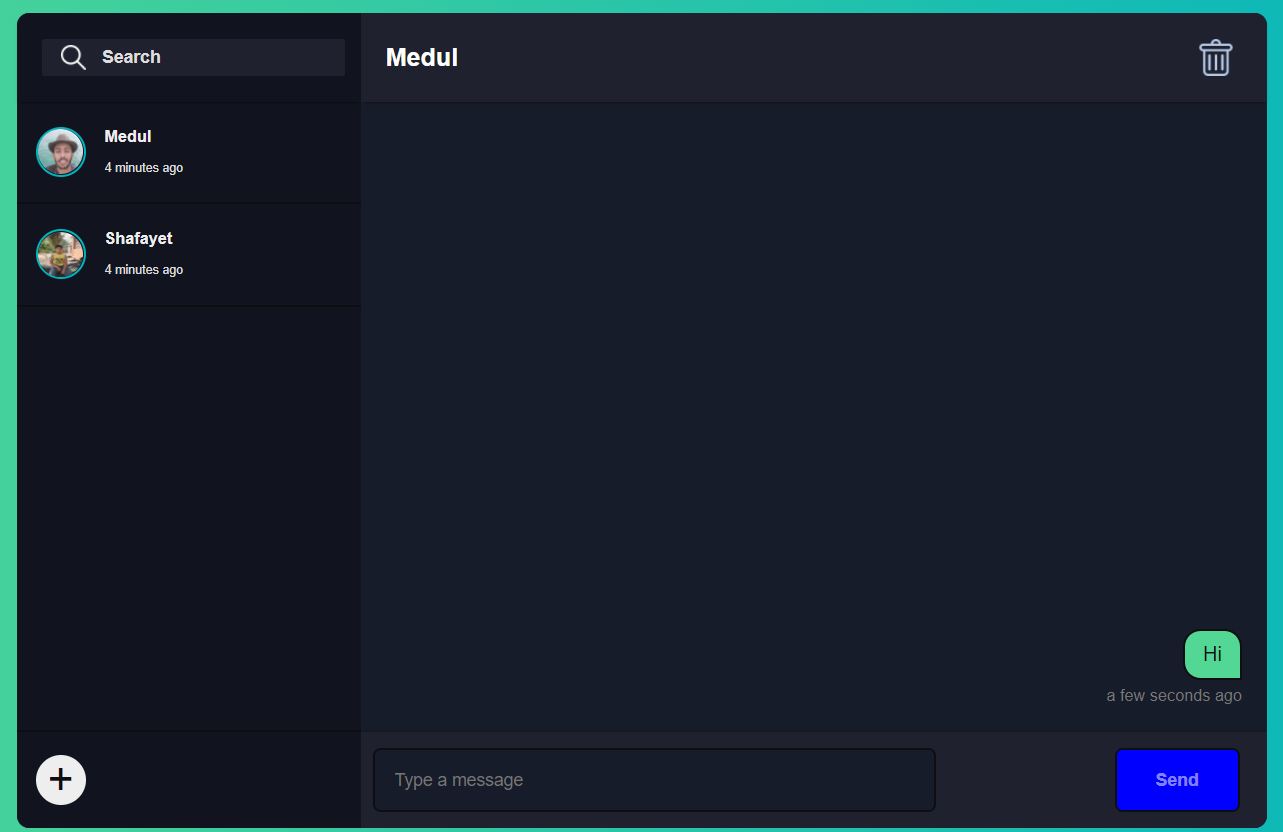 Search
Medul
4 minutes ago
Shafayet
4 minutes ago
Medul
Hi
a few seconds ago
Type a message
Send